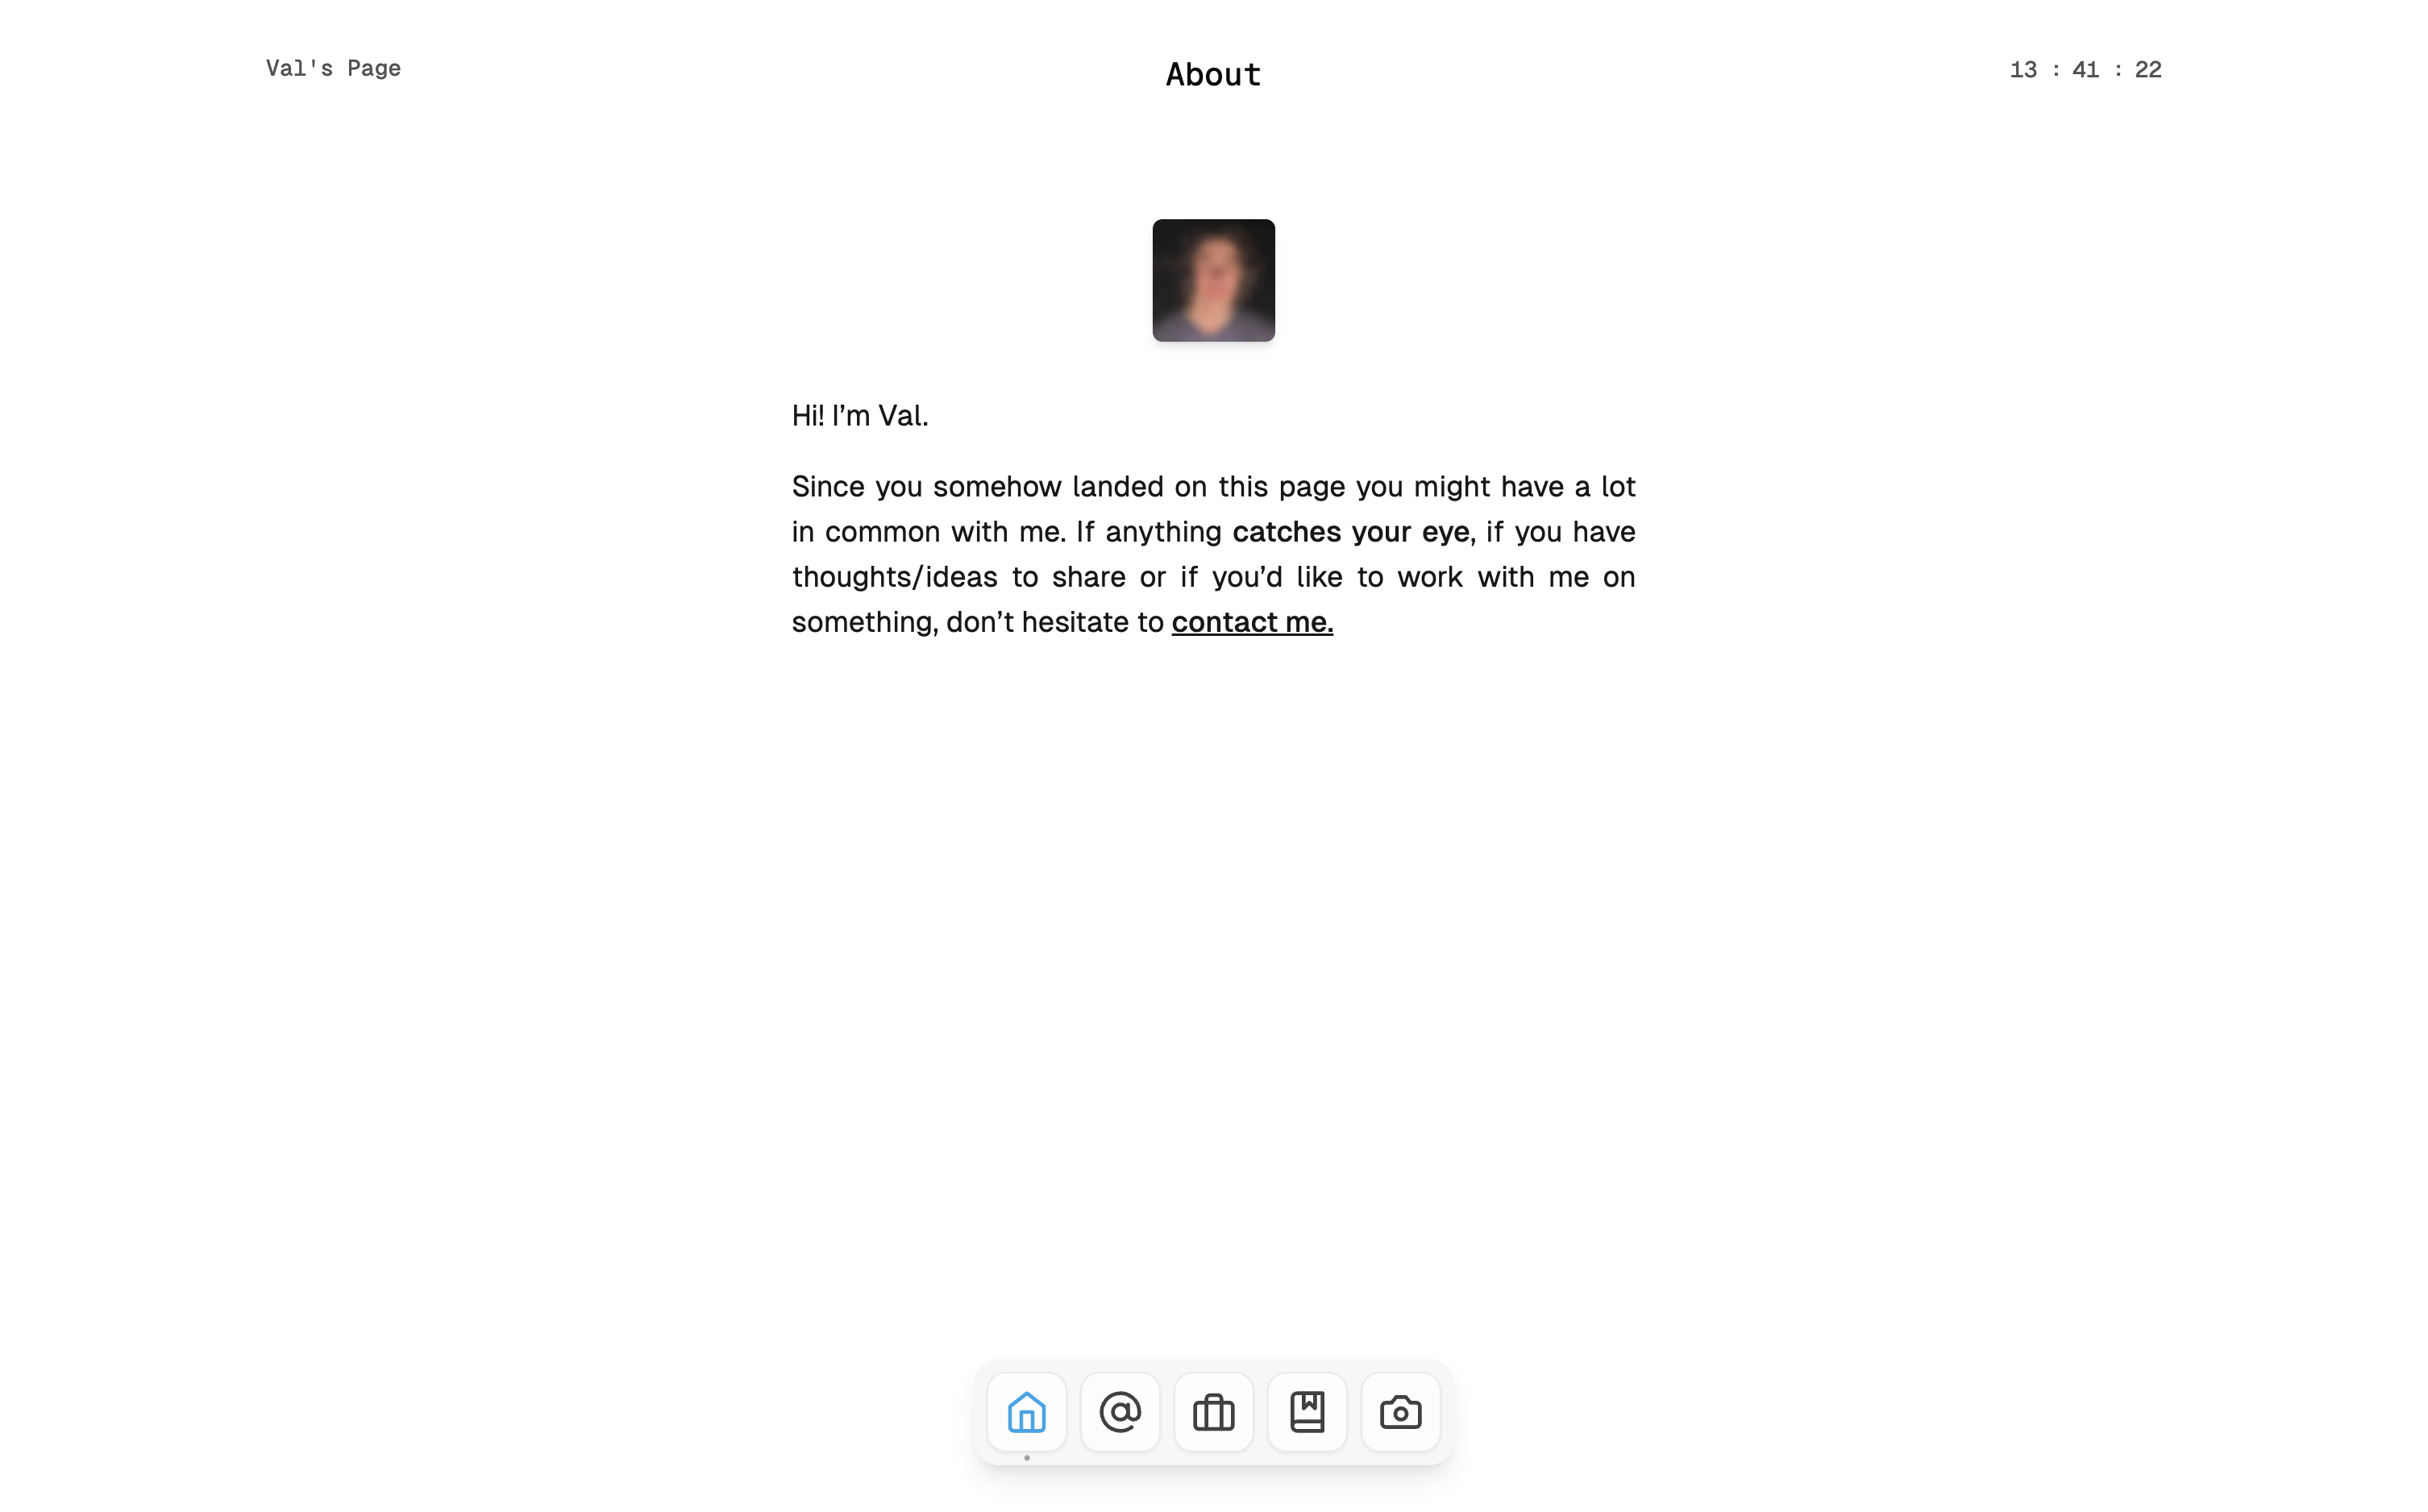 Val's Page
About
13 : 41 : 22
Hi! I’m Val.
Since you somehow landed on this page you might have a lot
in common with me. If anything catches your eye, if you have
thoughts/ideas to share or if you’d like to work with me on
something, don’t hesitate to contact me.